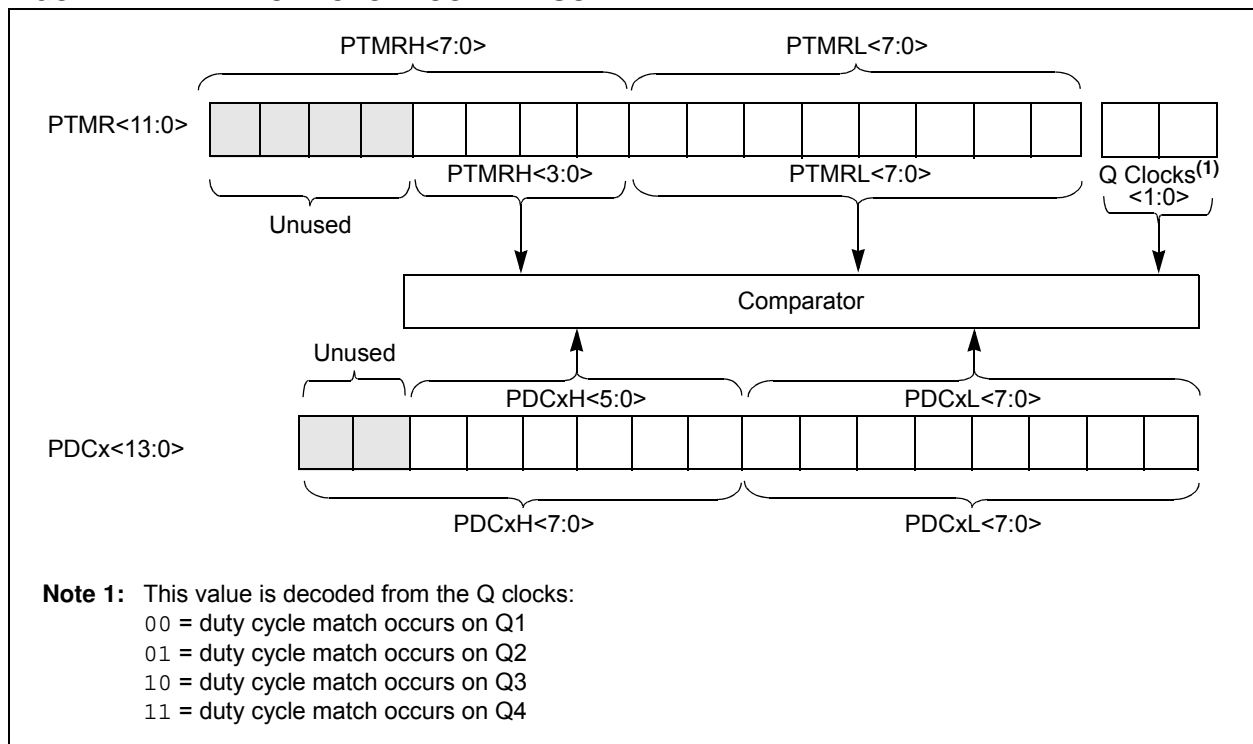 PTMRH<7:0> PTMRL<7:0>
PTMR<11:0>
PTMRH<3:0> PTMRL<7:0> Q Clocks(1)
<1:0>
Unused
Comparator
Unused
PDCxH<5:0> PDCxL<7:0>
PDCx<13:0>
PDCxH<7:0> PDCxL<7:0>
Note 1: This value is decoded from the Q clocks:
00 = duty cycle match occurs on Q1
01 = duty cycle match occurs on Q2
10 = duty cycle match occurs on Q3
11 = duty cycle match occurs on Q4